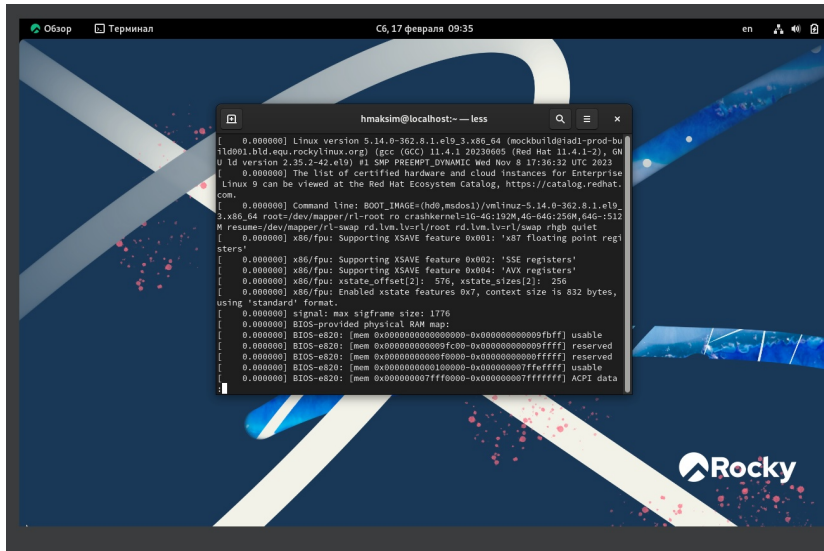 Обзор
Терминал
Сб, 17 февраля 09:35
en
hmaksim@localhost:~ — less
[    0.000000] Linux version 5.14.0-362.8.1.el9_3.x86_64 (mockbuild@iad1-prod-bu
ild001.bld.equ.rockylinux.org) (gcc (GCC) 11.4.1 20230605 (Red Hat 11.4.1-2), GN
U ld version 2.35.2-42.el9) #1 SMP PREEMPT_DYNAMIC Wed Nov 8 17:36:32 UTC 2023
[    0.000000] The list of certified hardware and cloud instances for Enterprise
 Linux 9 can be viewed at the Red Hat Ecosystem Catalog, https://catalog.redhat.
com.
[    0.000000] Command line: BOOT_IMAGE=(hd0,msdos1)/vmlinuz-5.14.0-362.8.1.el9_
3.x86_64 root=/dev/mapper/rl-root ro crashkernel=1G-4G:192M,4G-64G:256M,64G-:512
M resume=/dev/mapper/rl-swap rd.lvm.lv=rl/root rd.lvm.lv=rl/swap rhgb quiet
[    0.000000] x86/fpu: Supporting XSAVE feature 0x001: 'x87 floating point regi
sters'
[    0.000000] x86/fpu: Supporting XSAVE feature 0x002: 'SSE registers'
[    0.000000] x86/fpu: Supporting XSAVE feature 0x004: 'AVX registers'
[    0.000000] x86/fpu: xstate_offset[2]:  576, xstate_sizes[2]:  256
[    0.000000] x86/fpu: Enabled xstate features 0x7, context size is 832 bytes,
using 'standard' format.
[    0.000000] signal: max sigframe size: 1776
[    0.000000] BIOS-provided physical RAM map:
[    0.000000] BIOS-e820: [mem 0x0000000000000000-0x000000000009fbff] usable
[    0.000000] BIOS-e820: [mem 0x000000000009fc00-0x000000000009ffff] reserved
[    0.000000] BIOS-e820: [mem 0x00000000000f0000-0x00000000000fffff] reserved
[    0.000000] BIOS-e820: [mem 0x0000000000100000-0x000000007ffeffff] usable
[    0.000000] BIOS-e820: [mem 0x000000007fff0000-0x000000007fffffff] ACPI data
:
Rocky